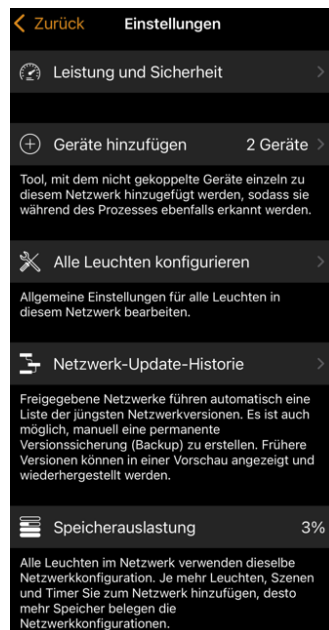 Zurück Einstellungen
Leistung und Sicherheit
Geräte hinzufügen 2 Geräte
Tool, mit dem nicht gekoppelte Geräte einzeln zu
diesem Netzwerk hinzugefügt werden, sodass sie
während des Prozesses ebenfalls erkannt werden.
Alle Leuchten konfigurieren
Allgemeine Einstellungen für alle Leuchten in
diesem Netzwerk bearbeiten.
Netzwerk-Update-Historie
Freigegebene Netzwerke führen automatisch eine
Liste der jüngsten Netzwerkversionen. Es ist auch
möglich, manuell eine permanente
Versionssicherung (Backup) zu erstellen. Frühere
Versionen können in einer Vorschau angezeigt und
wiederhergestellt werden.
Speicherauslastung 3%
Alle Leuchten im Netzwerk verwenden dieselbe
Netzwerkkonfiguration. Je mehr Leuchten, Szenen
und Timer Sie zum Netzwerk hinzufügen, desto
mehr Speicher belegen die
Netzwerkkonfigurationen.